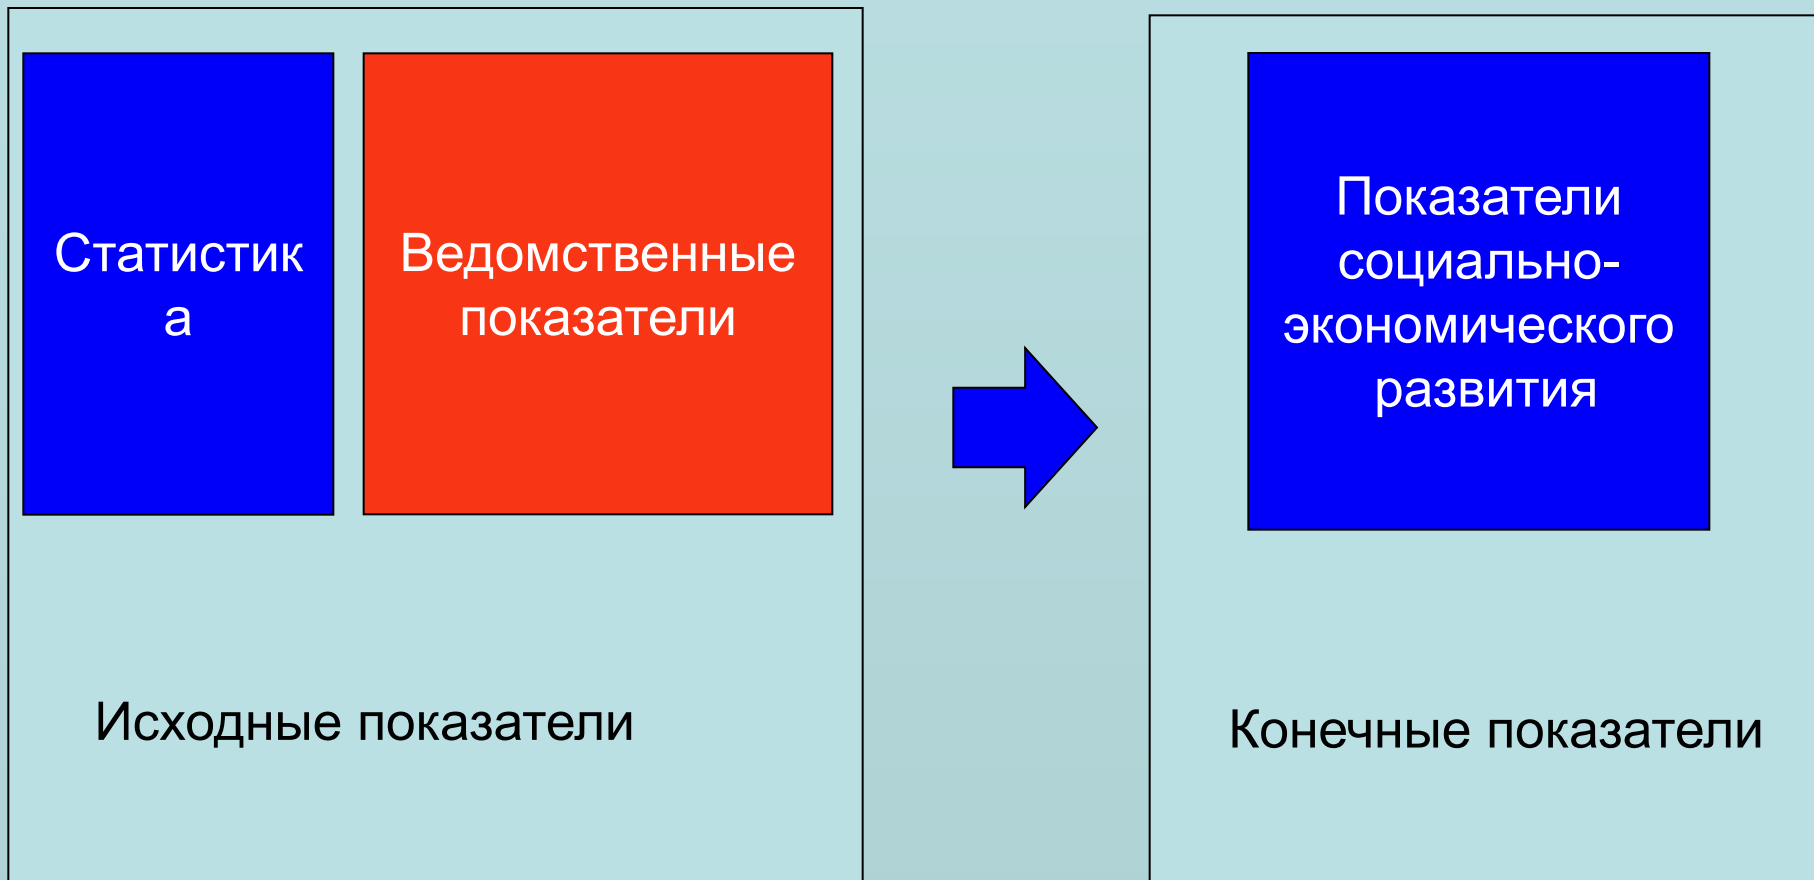 Статистик
а
Ведомственные
показатели
Показатели
социально-
экономического
развития
Исходные показатели
Конечные показатели